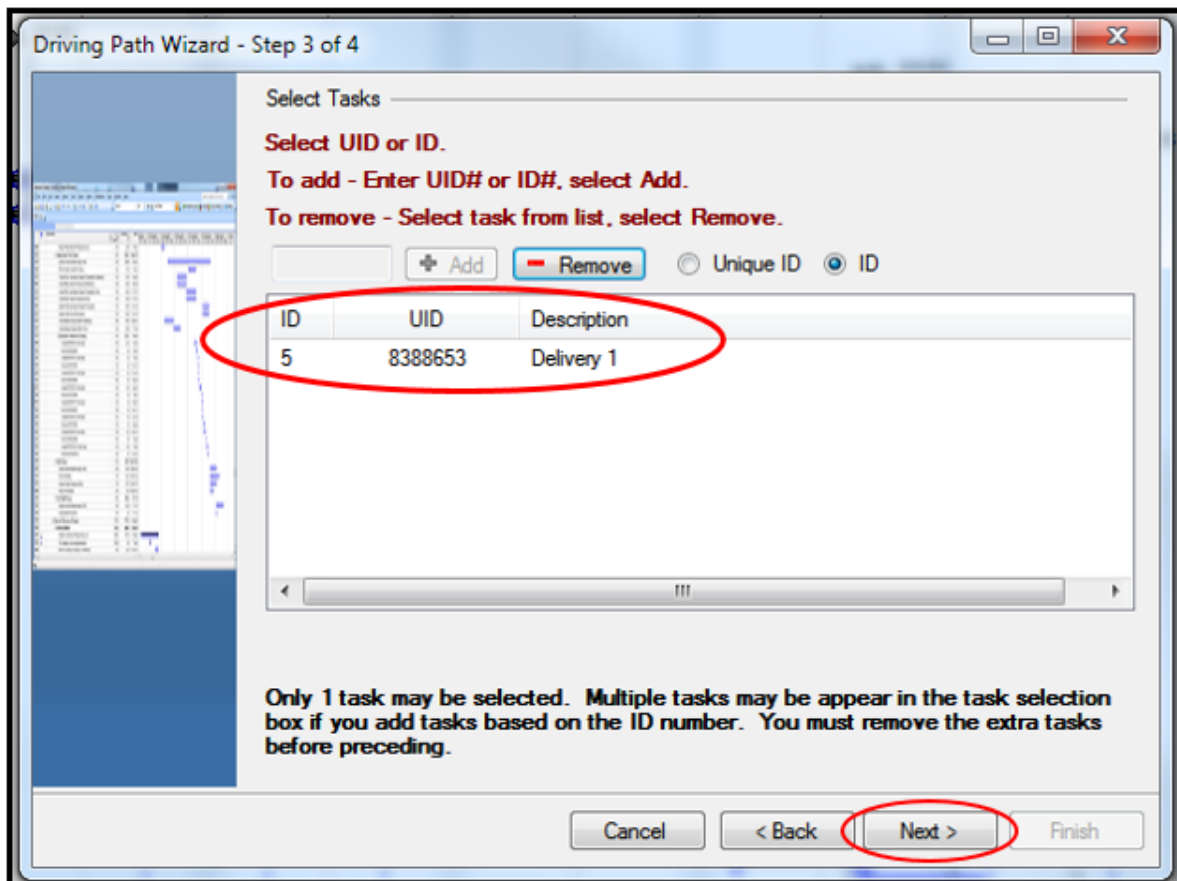 Driving Path Wizard - Step 3 of 4
Select Tasks
Select UID or ID.
To add - Enter UID# or ID#, select Add.
To remove - Select task from list, select Remove.
Add Remove Unique ID ID
ID UID Description
5 8388653 Delivery 1
Only 1 task may be selected. Multiple tasks may be appear in the task selection
box if you add tasks based on the ID number. You must remove the extra tasks
before preceding.
Cancel < Back Next > Finish